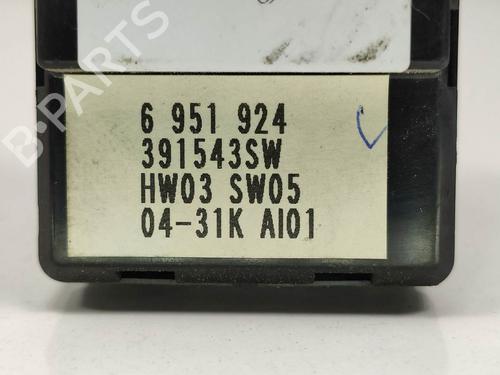 6 951 924
391543SW
HW03 SW05
04-31K AI01
B-PARTS